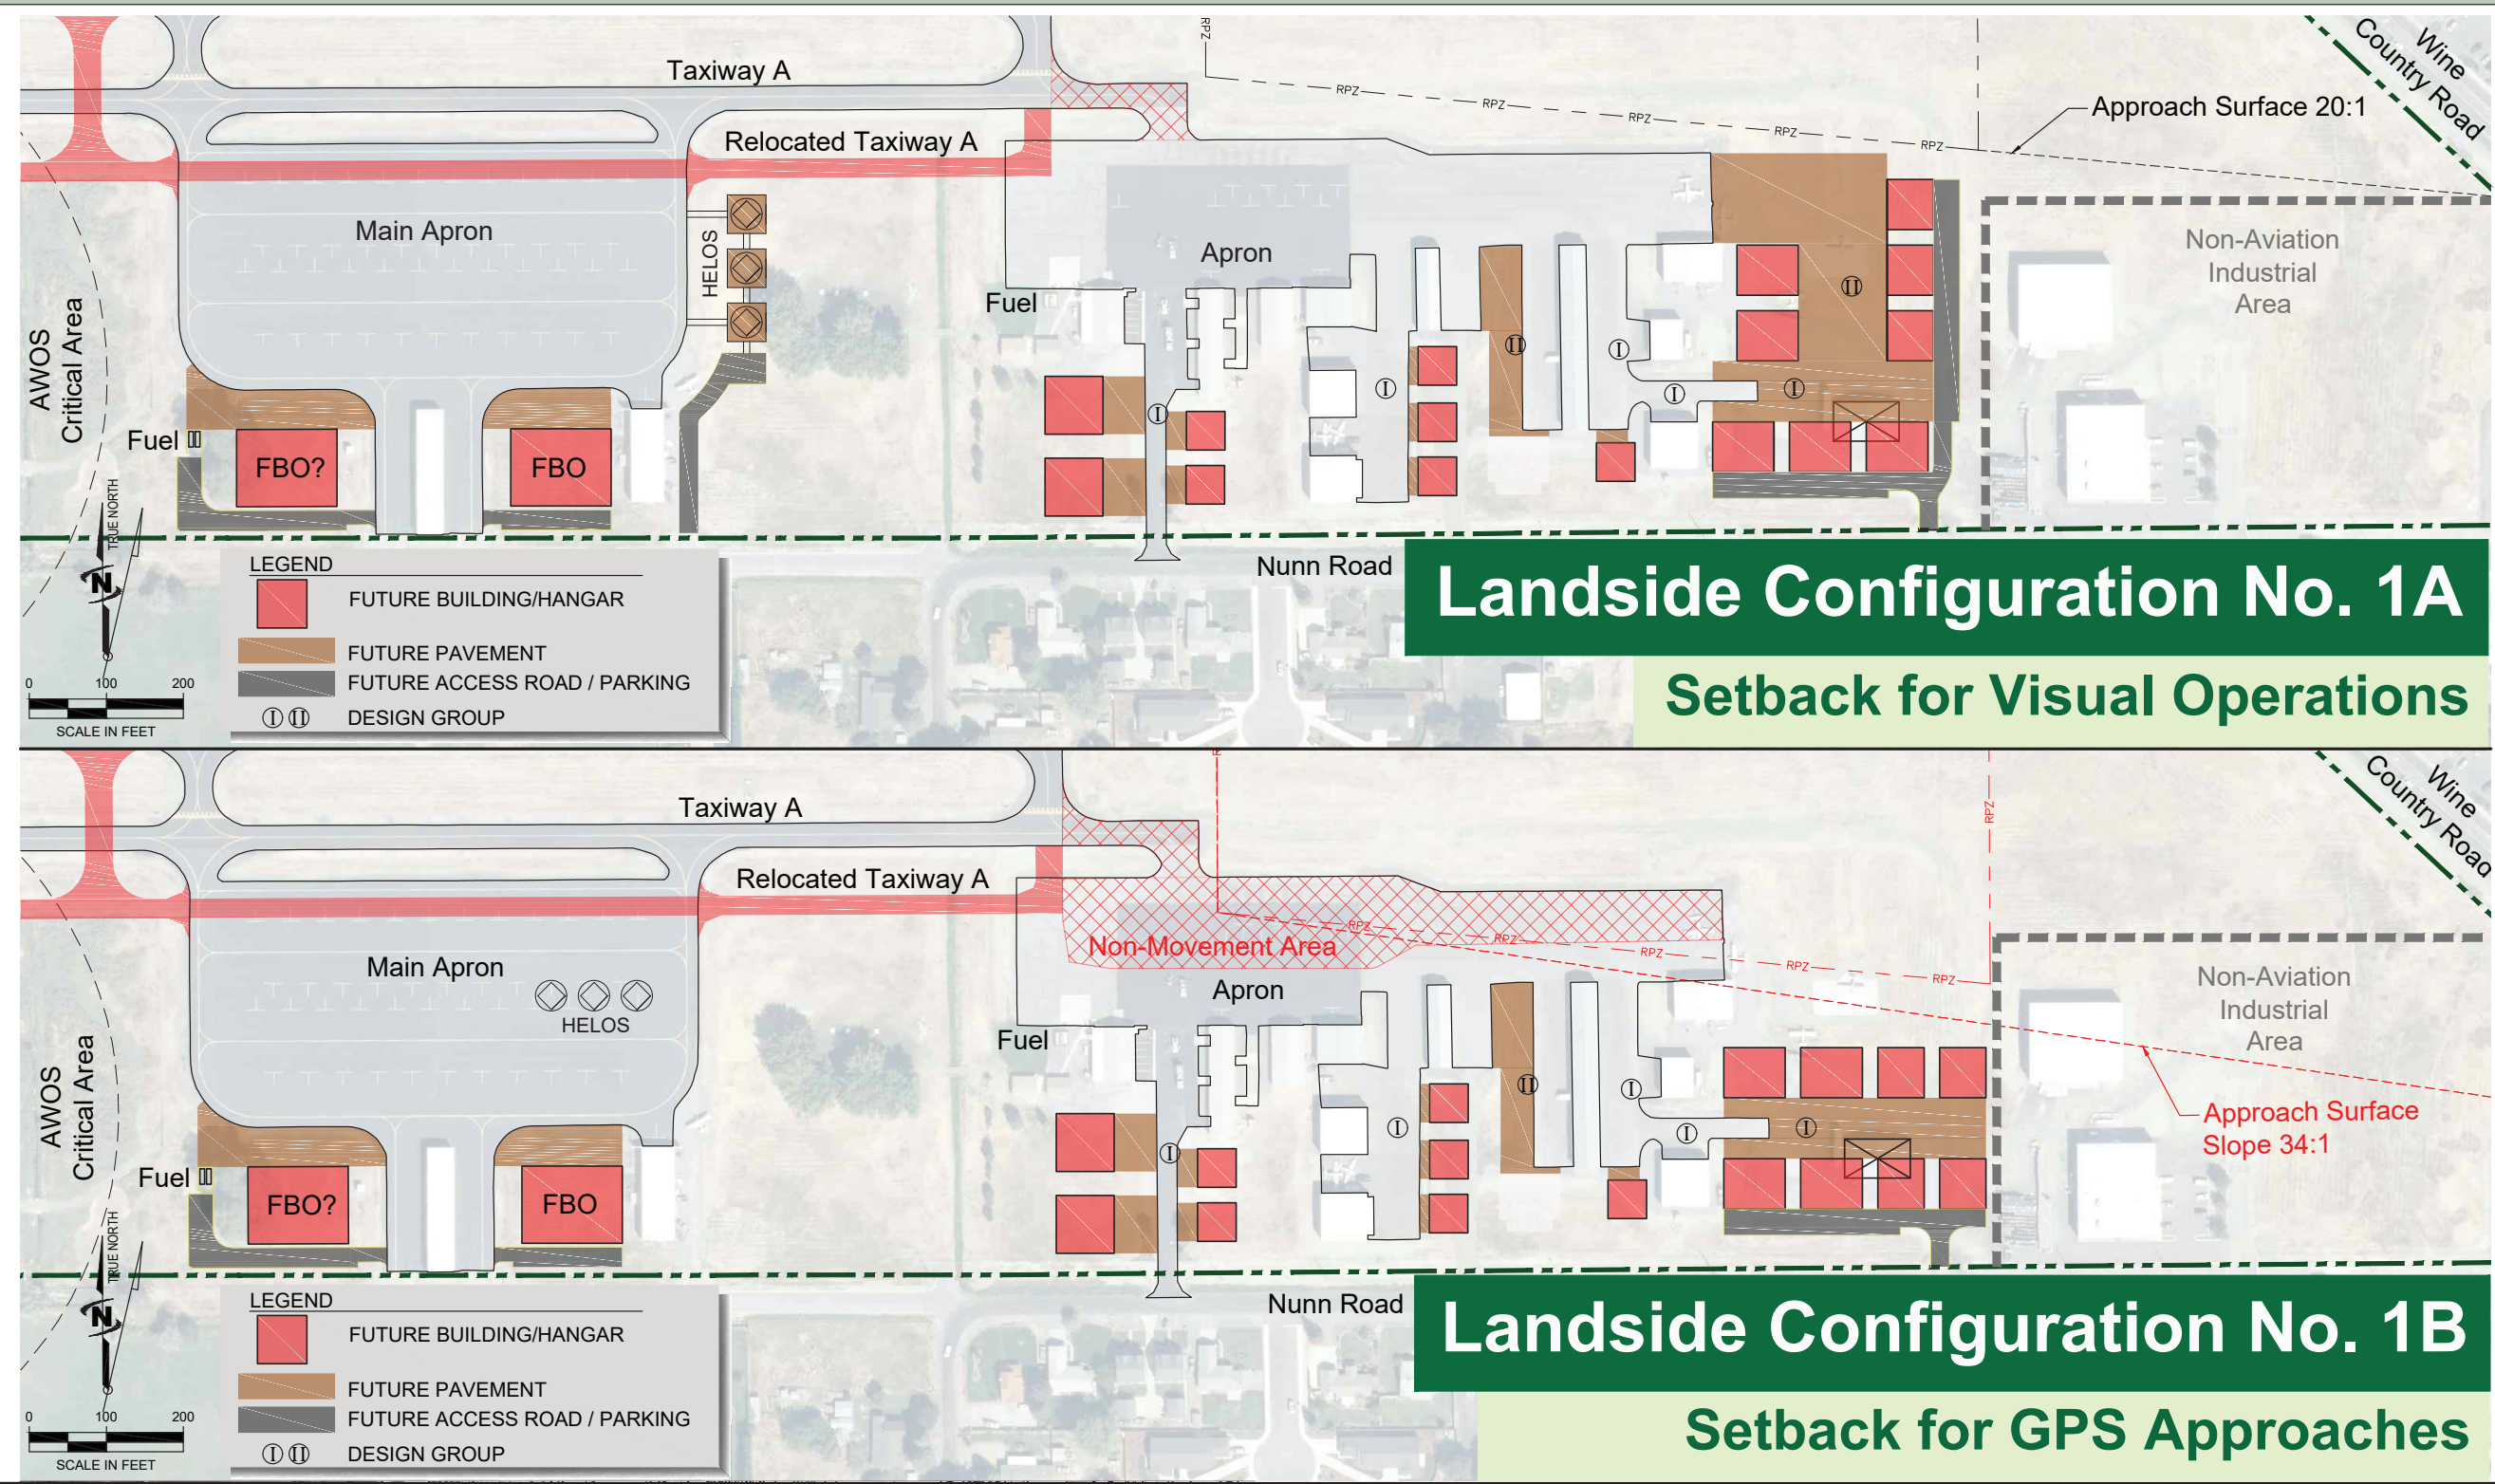 RPZ
Wine
Country Road
Taxiway A
RPZ
RPZ
RPZ
RPZ
RPZ
Approach Surface 20:1
Relocated Taxiway A
Main Apron
HELOS
Apron
Fuel
Non-Aviation
Industrial
Area
II
II
I
I
I
I
I
AWOS
Critical Area
Fuel
FBO?
FBO
TRUE NORTH
N
Nunn Road
LEGEND
FUTURE BUILDING/HANGAR
FUTURE PAVEMENT
FUTURE ACCESS ROAD / PARKING
I II DESIGN GROUP
0 100 200
SCALE IN FEET
Landside Configuration No. 1A
Setback for Visual Operations
Wine
Country Road
Taxiway A
RPZ
Relocated Taxiway A
Non-Movement Area
RPZ
RPZ
RPZ
RPZ
RPZ
Main Apron
HELOS
Apron
Fuel
Non-Aviation
Industrial
Area
II
I
I
I
I
I
Approach Surface
Slope 34:1
AWOS
Critical Area
Fuel
FBO?
FBO
TRUE NORTH
N
Nunn Road
LEGEND
FUTURE BUILDING/HANGAR
FUTURE PAVEMENT
FUTURE ACCESS ROAD / PARKING
I II DESIGN GROUP
0 100 200
SCALE IN FEET
Landside Configuration No. 1B
Setback for GPS Approaches